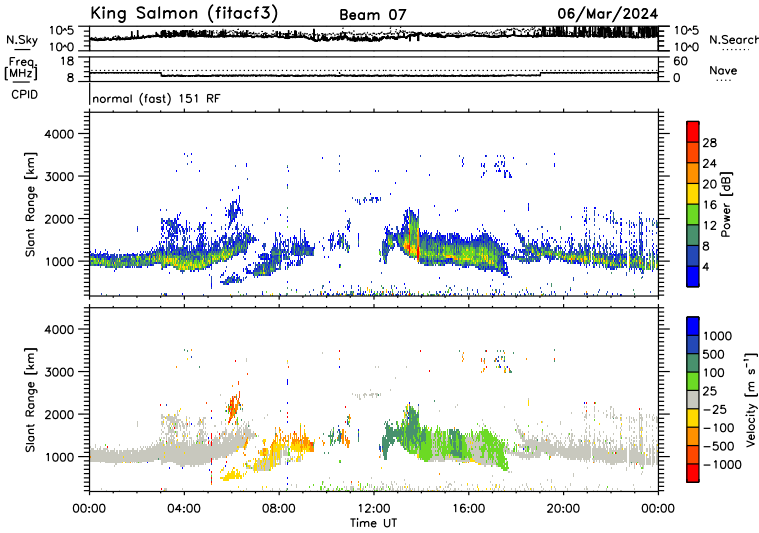 King Salmon (fitacf3) Beam 07 06/Mar/2024
N.Sky 10^5 10^0 10^5 10^0 N.Search
Freq. [MHz] 18 8 60 0 Nave
CPID normal (fast) 151 RF
Slant Range [km]
4000
3000
2000
1000
Power [dB]
28
24
20
16
12
8
4
Slant Range [km]
4000
3000
2000
1000
Velocity [m s⁻¹]
1000
500
100
25
−25
−100
−500
−1000
00:00 04:00 08:00 12:00 16:00 20:00 00:00
Time UT